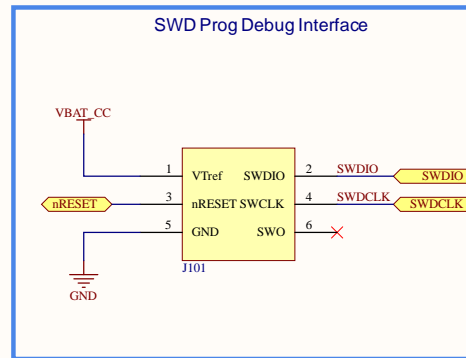 SWD Prog Debug Interface
VBAT_CC
1 VTref SWDIO 2 SWDIO SWDIO
nRESET 3 nRESET SWCLK 4 SWDCLK SWDCLK
5 GND SWO 6
J101
GND